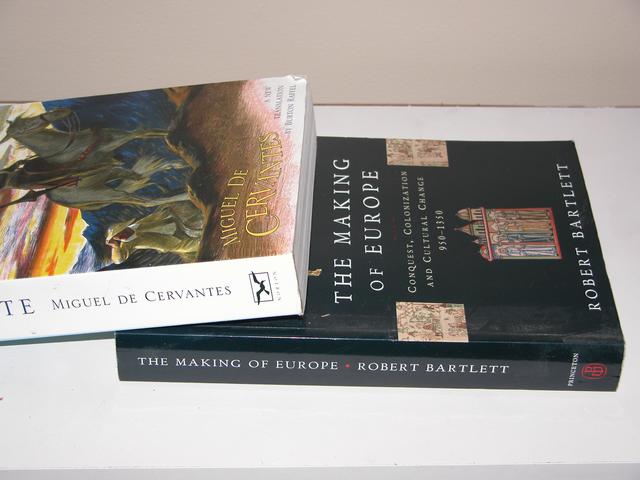 A NEW
TRANSLATION
BY BURTON RAFFEL
MIGUEL DE
CERVANTES
TE MIGUEL DE CERVANTES
NORTON
THE MAKING
OF EUROPE
CONQUEST, COLONIZATION
AND CULTURAL CHANGE
950–1350
ROBERT BARTLETT
THE MAKING OF EUROPE • ROBERT BARTLETT
PRINCETON